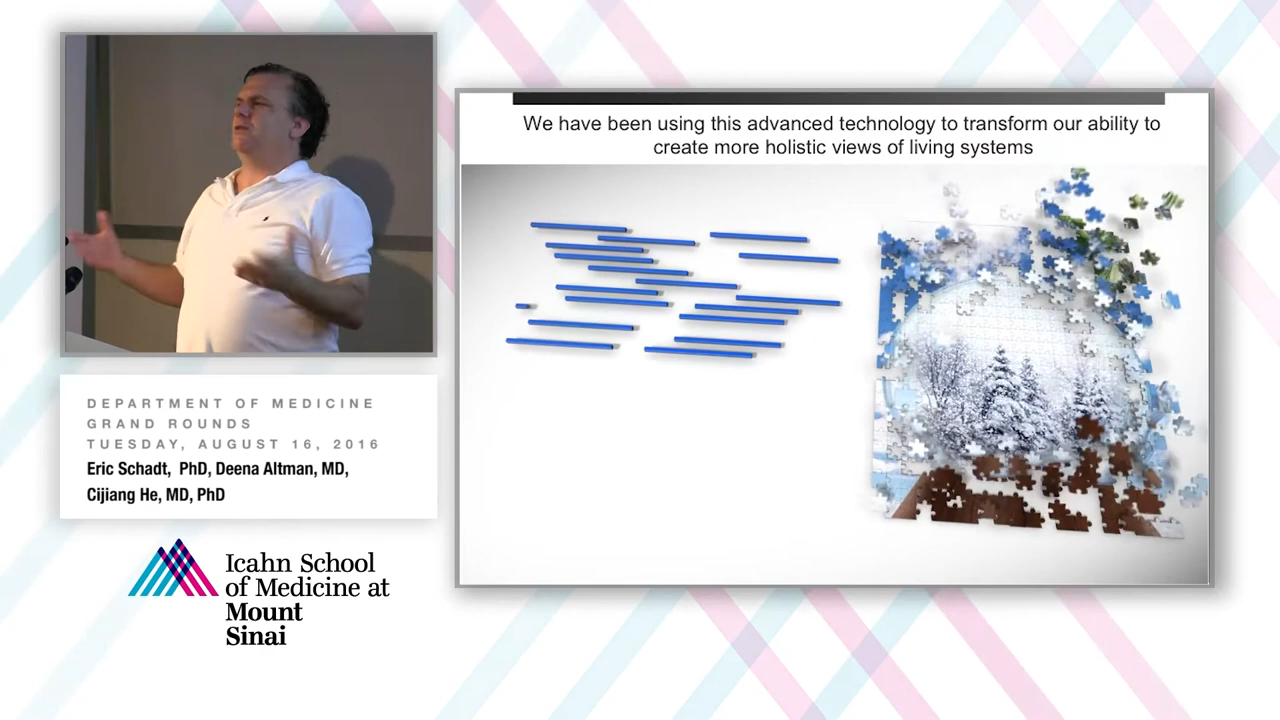 We have been using this advanced technology to transform our ability to
create more holistic views of living systems
DEPARTMENT OF MEDICINE
GRAND ROUNDS
TUESDAY, AUGUST 16, 2016
Eric Schadt, PhD, Deena Altman, MD,
Cijiang He, MD, PhD
Icahn School
of Medicine at
Mount
Sinai